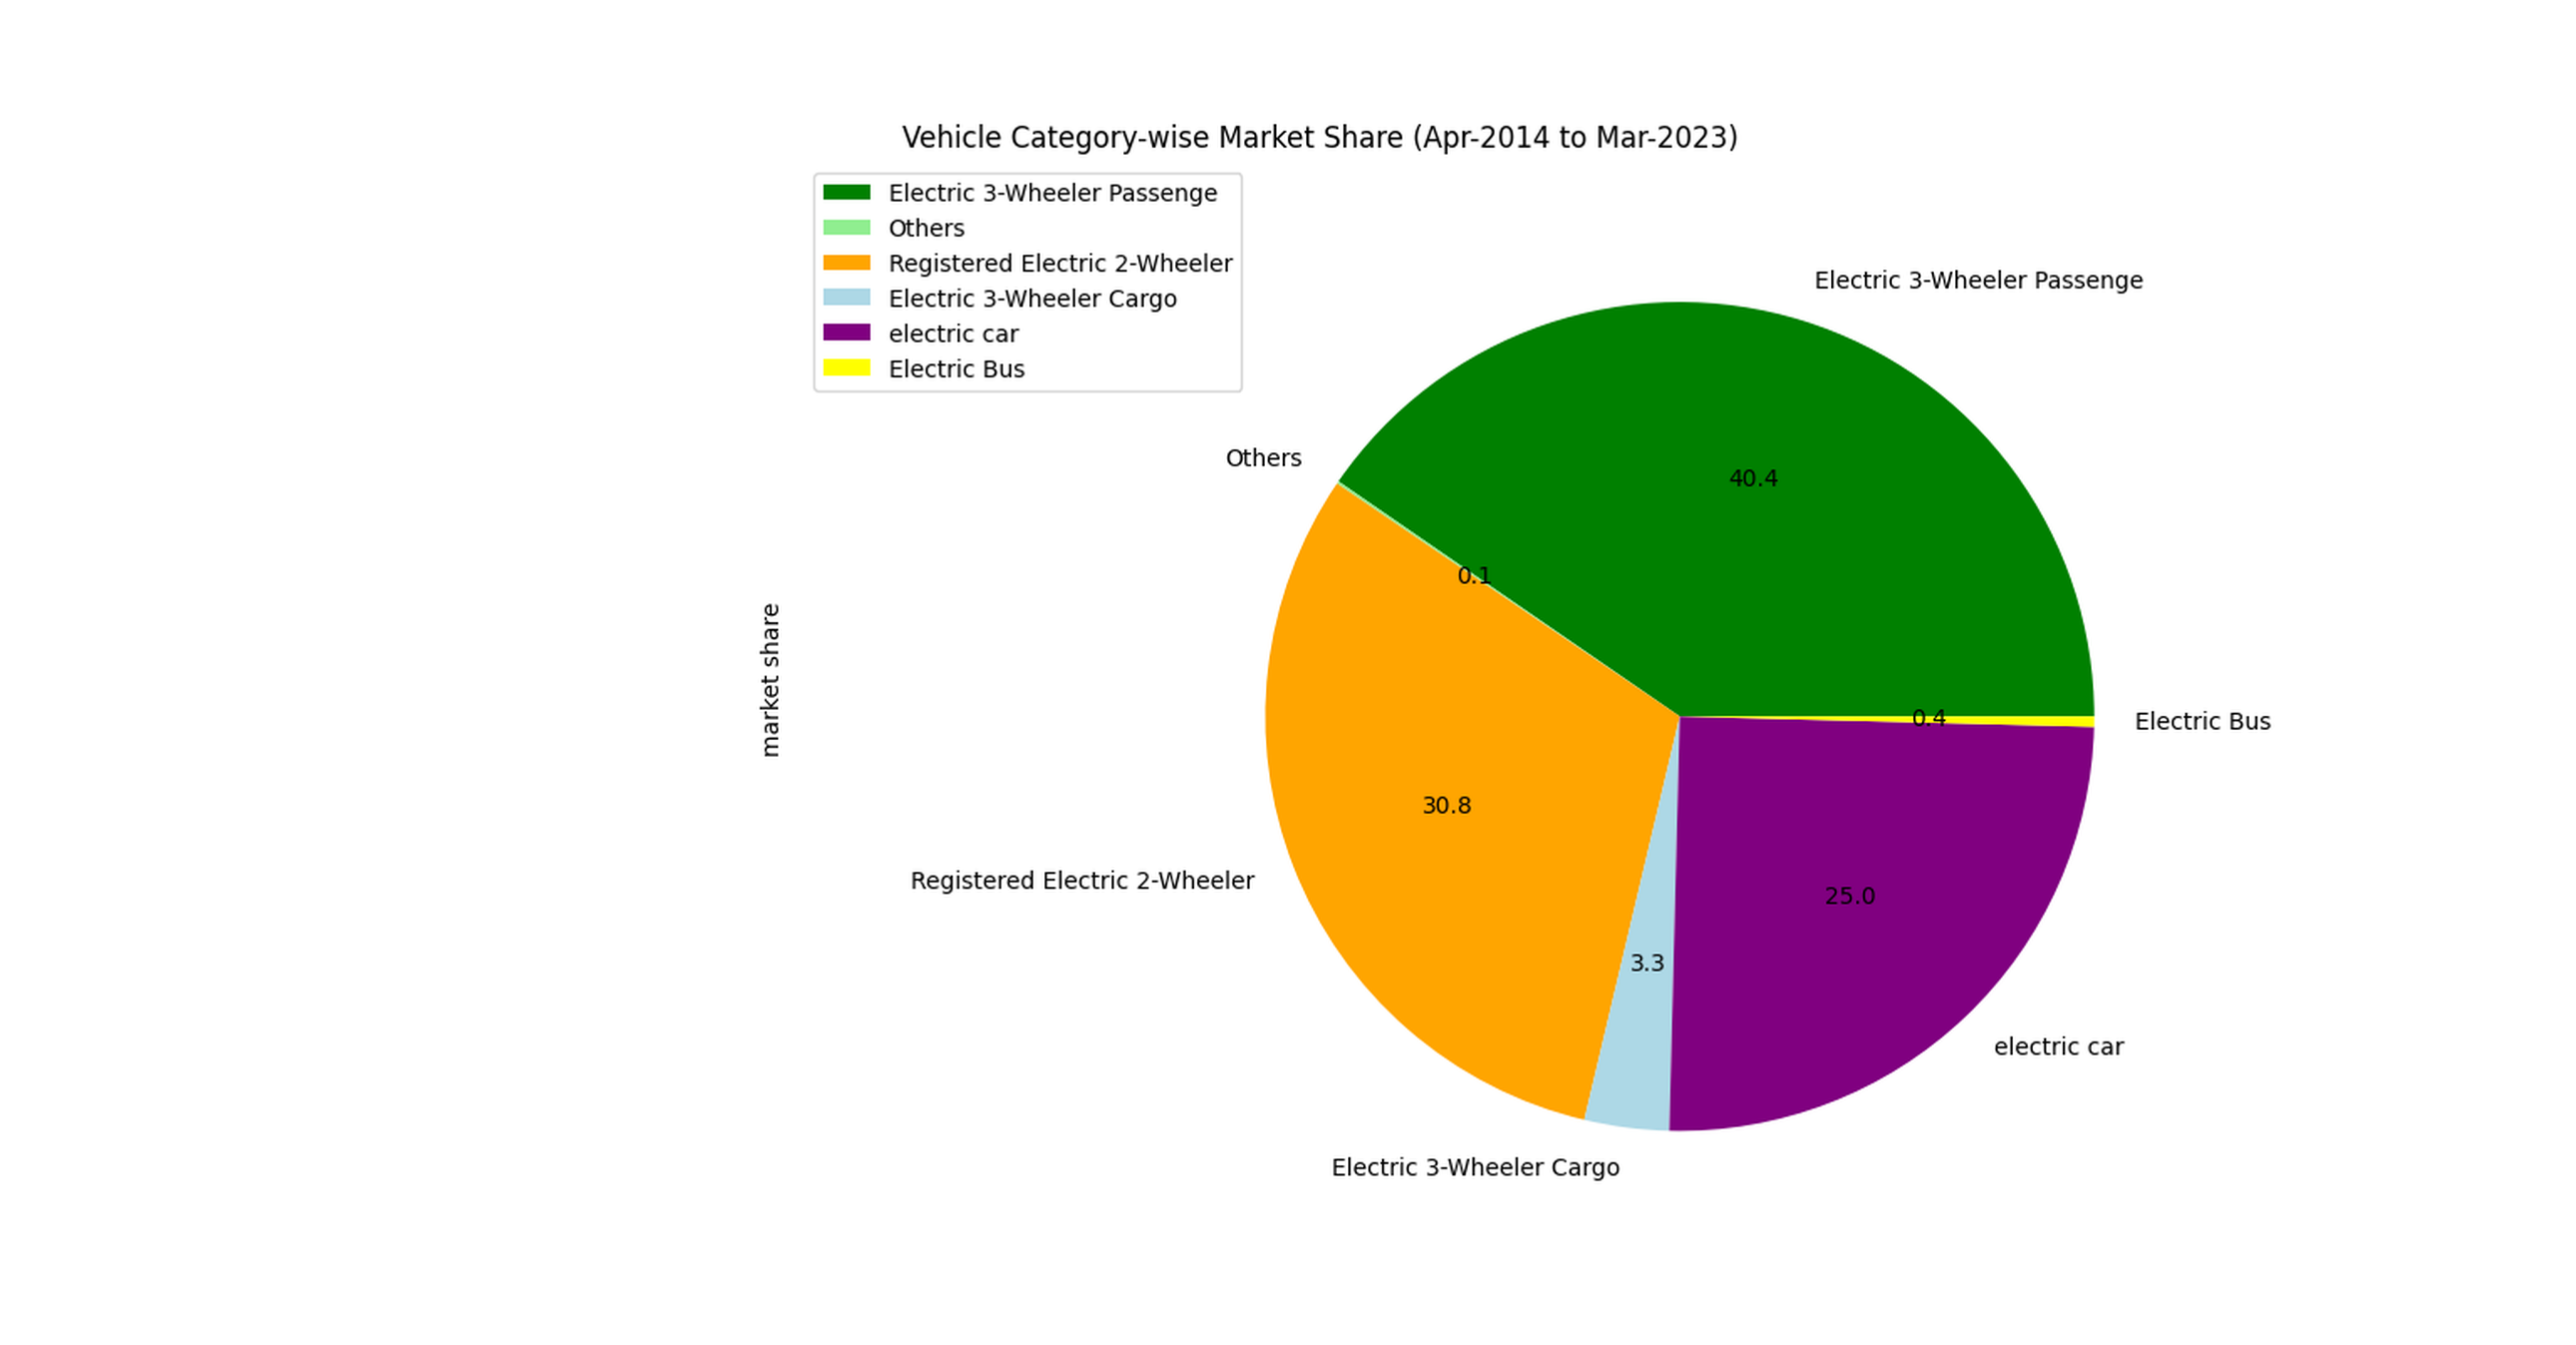 Vehicle Category-wise Market Share (Apr-2014 to Mar-2023)
Electric 3-Wheeler Passenge
Others
Registered Electric 2-Wheeler
Electric 3-Wheeler Cargo
electric car
Electric Bus
Electric 3-Wheeler Passenge
Others
40.4
0.1
market share
0.4
Electric Bus
30.8
Registered Electric 2-Wheeler
25.0
3.3
electric car
Electric 3-Wheeler Cargo